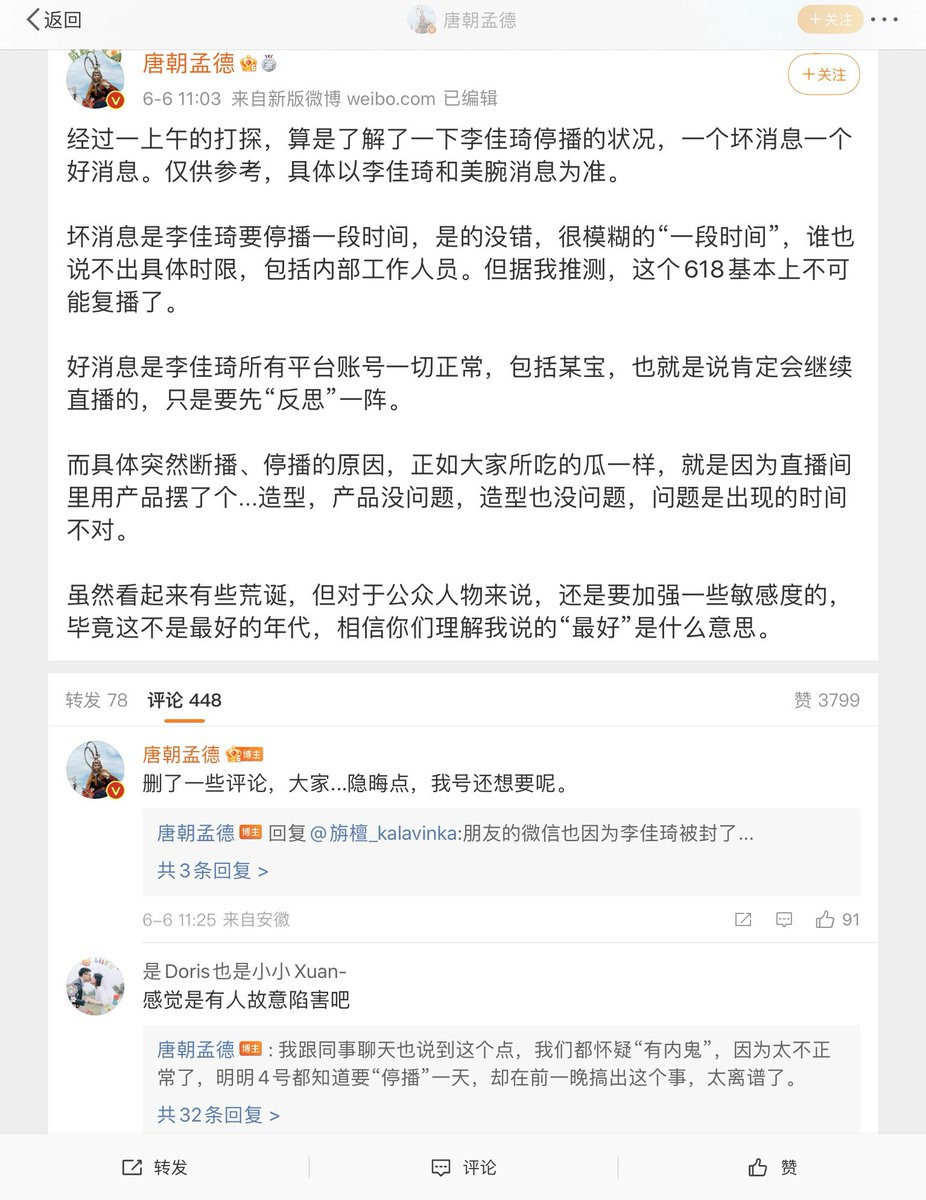 返回
唐朝孟德
+关注
唐朝孟德
+关注
6-6 11:03 来自新版微博 weibo.com 已编辑
经过一上午的打探，算是了解了一下李佳琦停播的状况，一个坏消息一个
好消息。仅供参考，具体以李佳琦和美腕消息为准。
坏消息是李佳琦要停播一段时间，是的没错，很模糊的“一段时间”，谁也
说不出具体时限，包括内部工作人员。但据我推测，这个618基本上不可
能复播了。
好消息是李佳琦所有平台账号一切正常，包括某宝，也就是说肯定会继续
直播的，只是要先“反思”一阵。
而具体突然断播、停播的原因，正如大家所吃的瓜一样，就是因为直播间
里用产品摆了个...造型，产品没问题，造型也没问题，问题是出现的时间
不对。
虽然看起来有些荒诞，但对于公众人物来说，还是要加强一些敏感度的，
毕竟这不是最好的年代，相信你们理解我说的“最好”是什么意思。
转发 78 评论 448 赞 3799
唐朝孟德 博主
删了一些评论，大家...隐晦点，我号还想要呢。
唐朝孟德 博主 回复@旃檀_kalavinka:朋友的微信也因为李佳琦被封了...
共3条回复 >
6-6 11:25 来自安徽 91
是Doris也是小小Xuan-
感觉是有人故意陷害吧
唐朝孟德 博主 : 我跟同事聊天也说到这个点，我们都怀疑“有内鬼”，因为太不正
常了，明明4号都知道要“停播”一天，却在前一晚搞出这个事，太离谱了。
共32条回复 >
转发 评论 赞